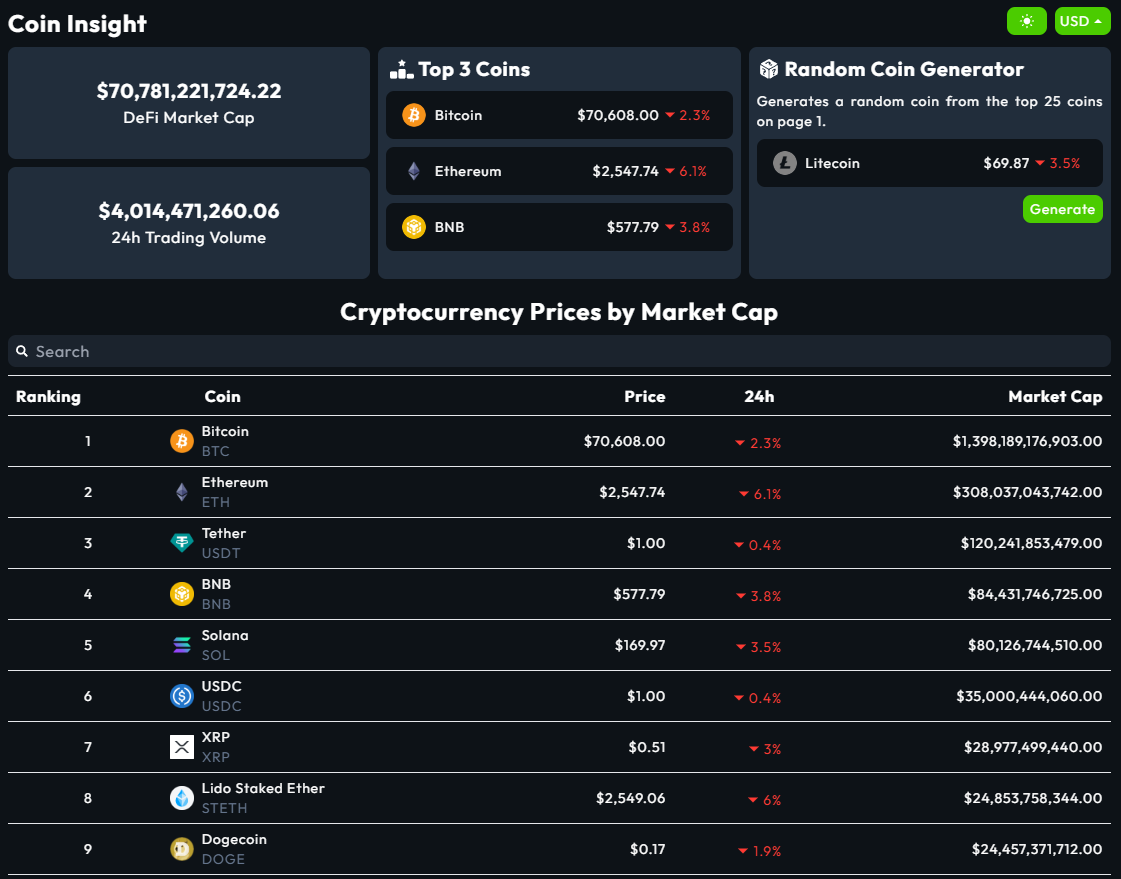 Coin Insight
USD
$70,781,221,724.22
DeFi Market Cap
$4,014,471,260.06
24h Trading Volume
Top 3 Coins
Bitcoin $70,608.00 2.3%
Ethereum $2,547.74 6.1%
BNB $577.79 3.8%
Random Coin Generator
Generates a random coin from the top 25 coins
on page 1.
Litecoin $69.87 3.5%
Generate
Cryptocurrency Prices by Market Cap
Search
Ranking Coin Price 24h Market Cap
1 Bitcoin BTC $70,608.00 2.3% $1,398,189,176,903.00
2 Ethereum ETH $2,547.74 6.1% $308,037,043,742.00
3 Tether USDT $1.00 0.4% $120,241,853,479.00
4 BNB BNB $577.79 3.8% $84,431,746,725.00
5 Solana SOL $169.97 3.5% $80,126,744,510.00
6 USDC USDC $1.00 0.4% $35,000,444,060.00
7 XRP XRP $0.51 3% $28,977,499,440.00
8 Lido Staked Ether STETH $2,549.06 6% $24,853,758,344.00
9 Dogecoin DOGE $0.17 1.9% $24,457,371,712.00